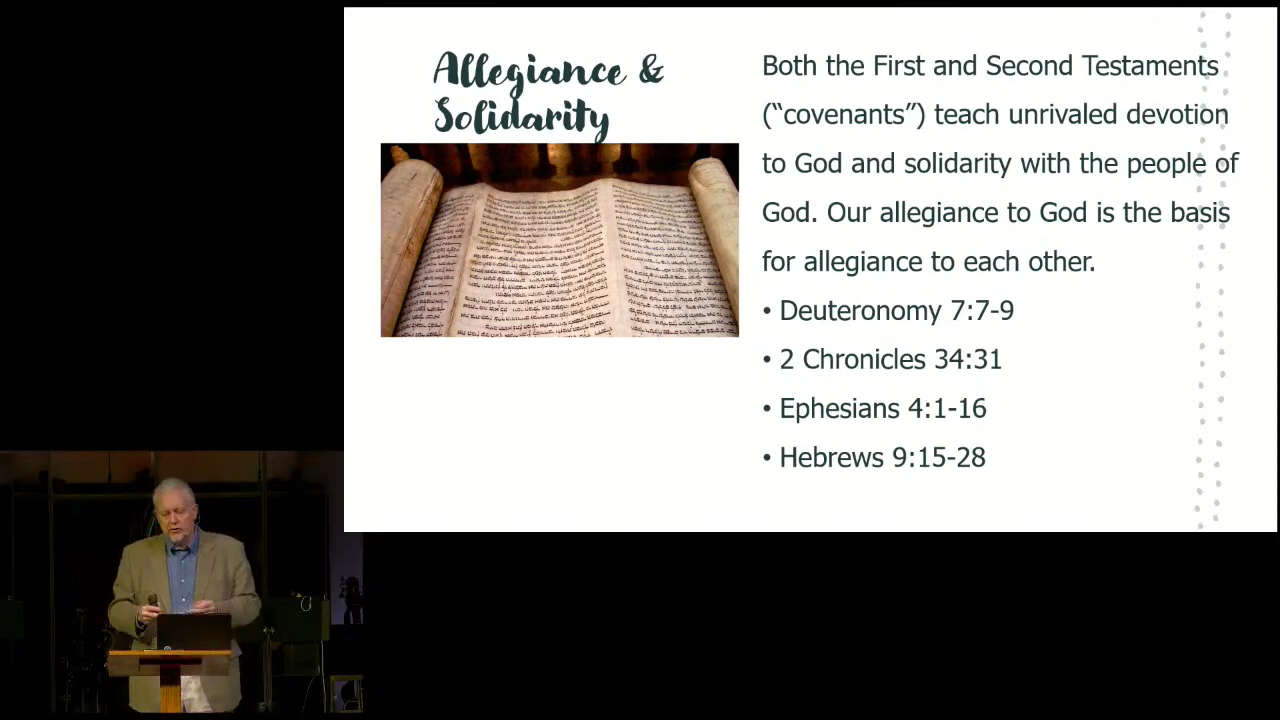 Allegiance &
Solidarity
Both the First and Second Testaments
(“covenants”) teach unrivaled devotion
to God and solidarity with the people of
God. Our allegiance to God is the basis
for allegiance to each other.
• Deuteronomy 7:7-9
• 2 Chronicles 34:31
• Ephesians 4:1-16
• Hebrews 9:15-28